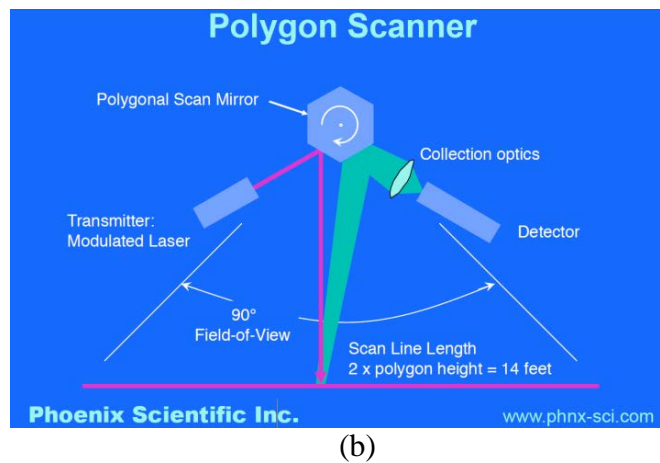 Polygon Scanner
Polygonal Scan Mirror
Collection optics
Transmitter:
Modulated Laser
Detector
90°
Field-of-View
Scan Line Length
2 x polygon height = 14 feet
Phoenix Scientific Inc.
www.phnx-sci.com
(b)